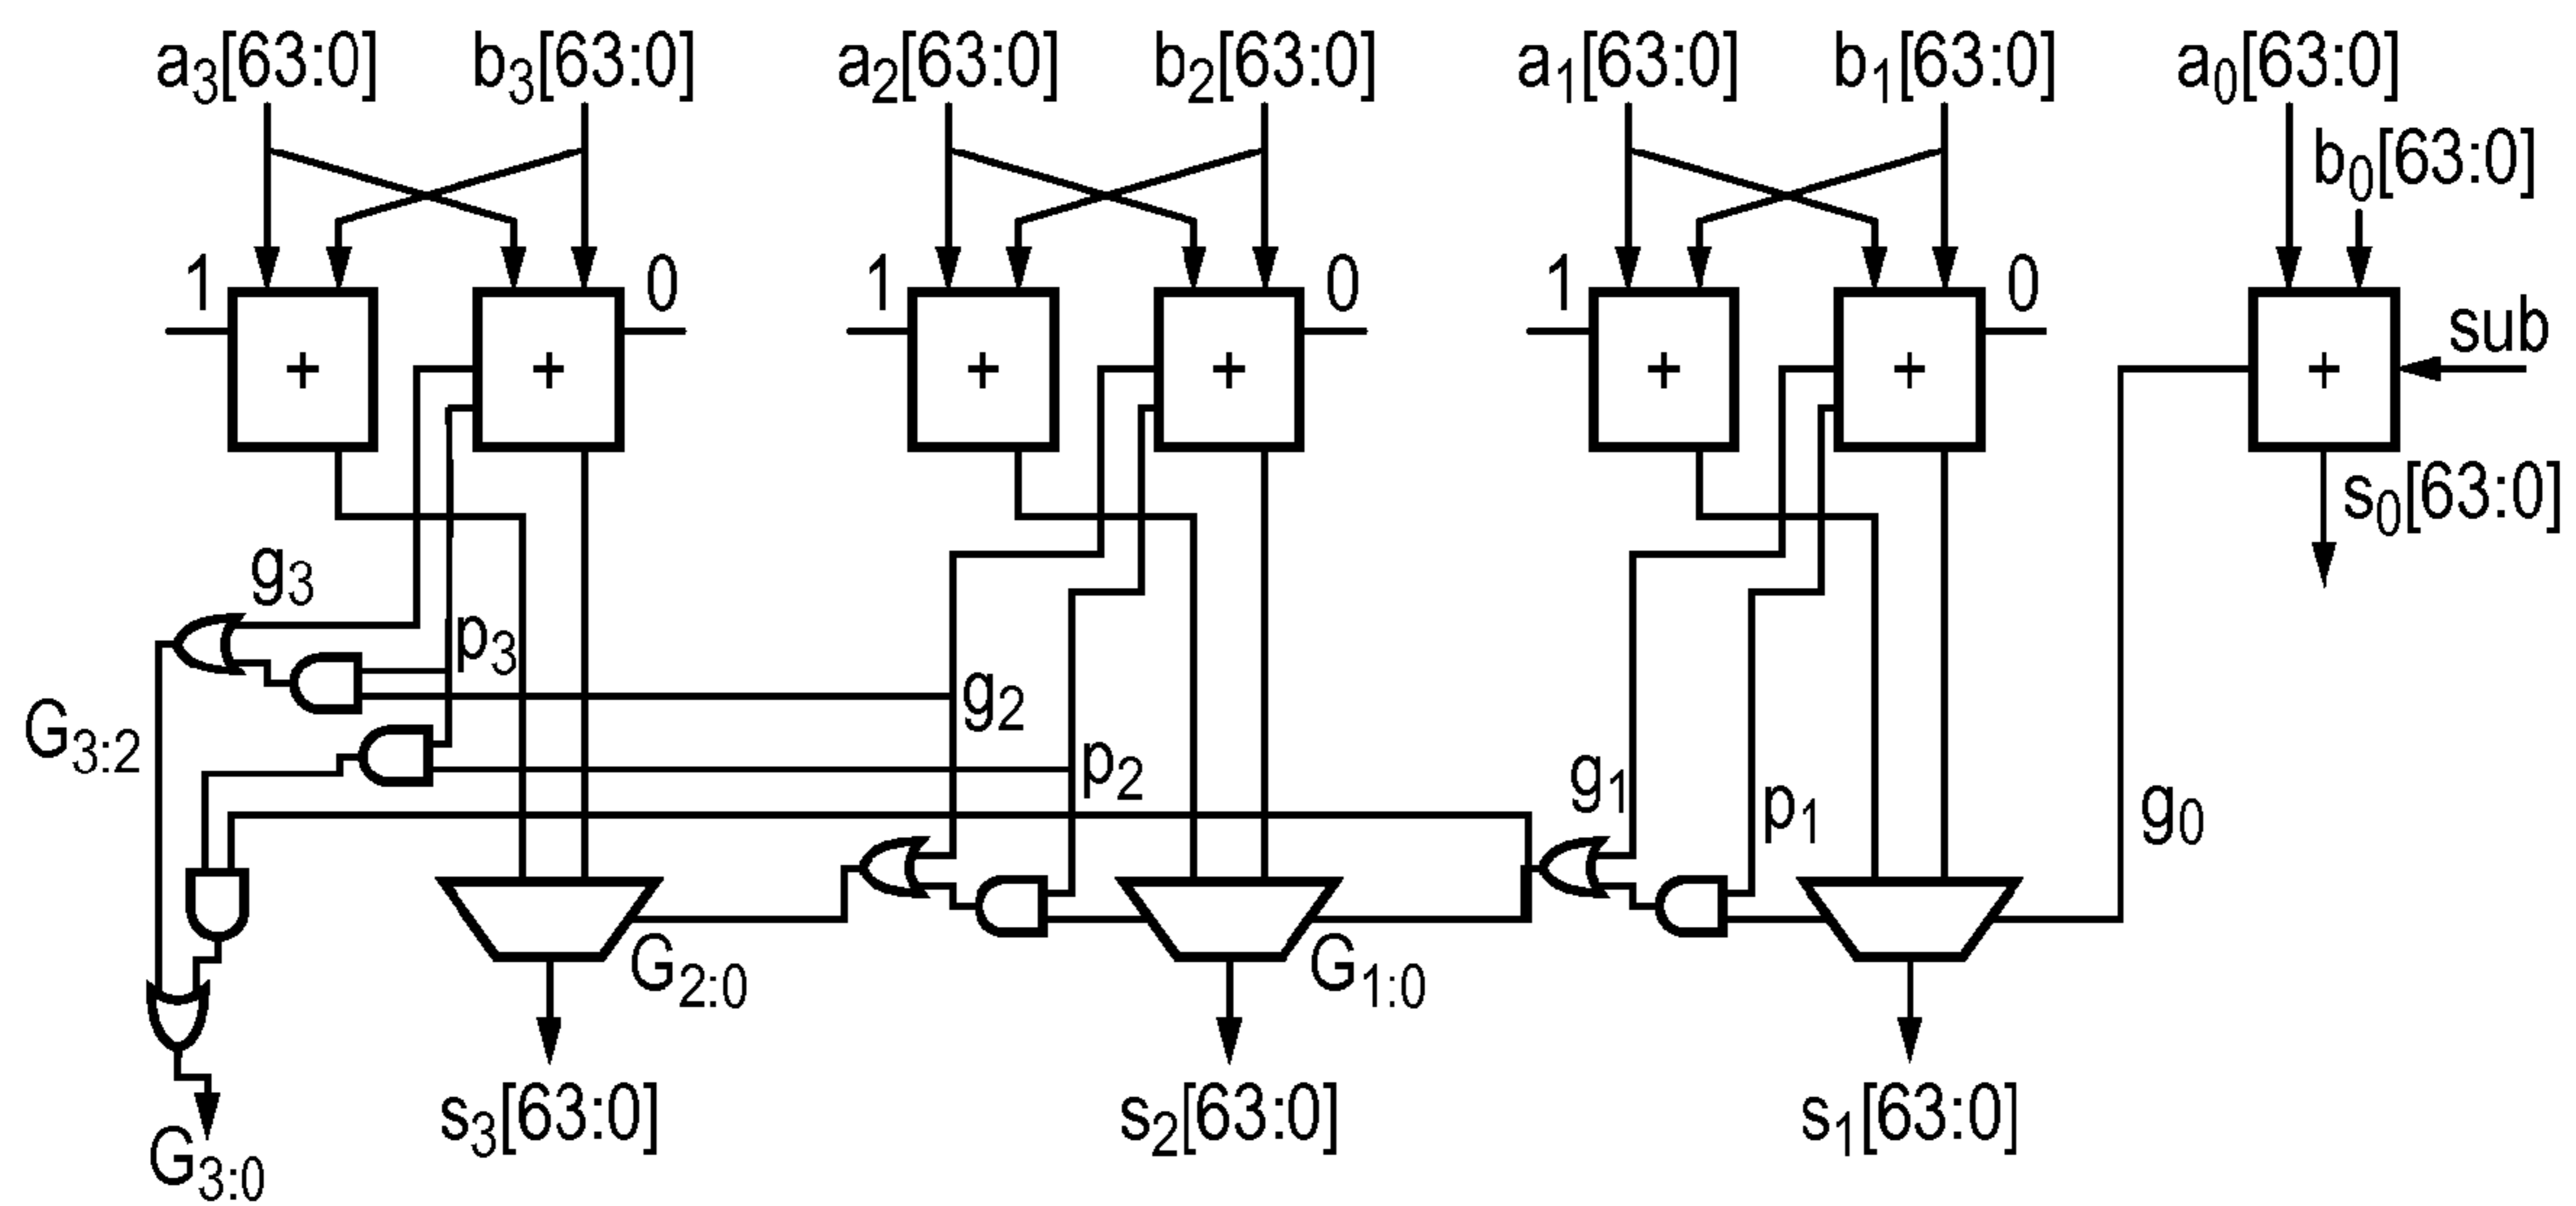 a3[63:0] b3[63:0] a2[63:0] b2[63:0] a1[63:0] b1[63:0] a0[63:0]
b0[63:0]
1 0 1 0 1 0
sub
+ + + + + + +
s0[63:0]
g3
p3
g2
G3:2
p2
g1
p1
g0
G2:0
G1:0
s3[63:0] s2[63:0] s1[63:0]
G3:0